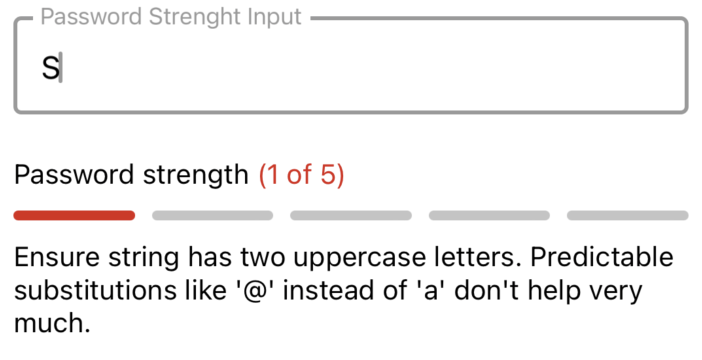 Password Strenght Input
S
Password strength (1 of 5)
Ensure string has two uppercase letters. Predictable
substitutions like '@' instead of 'a' don't help very
much.